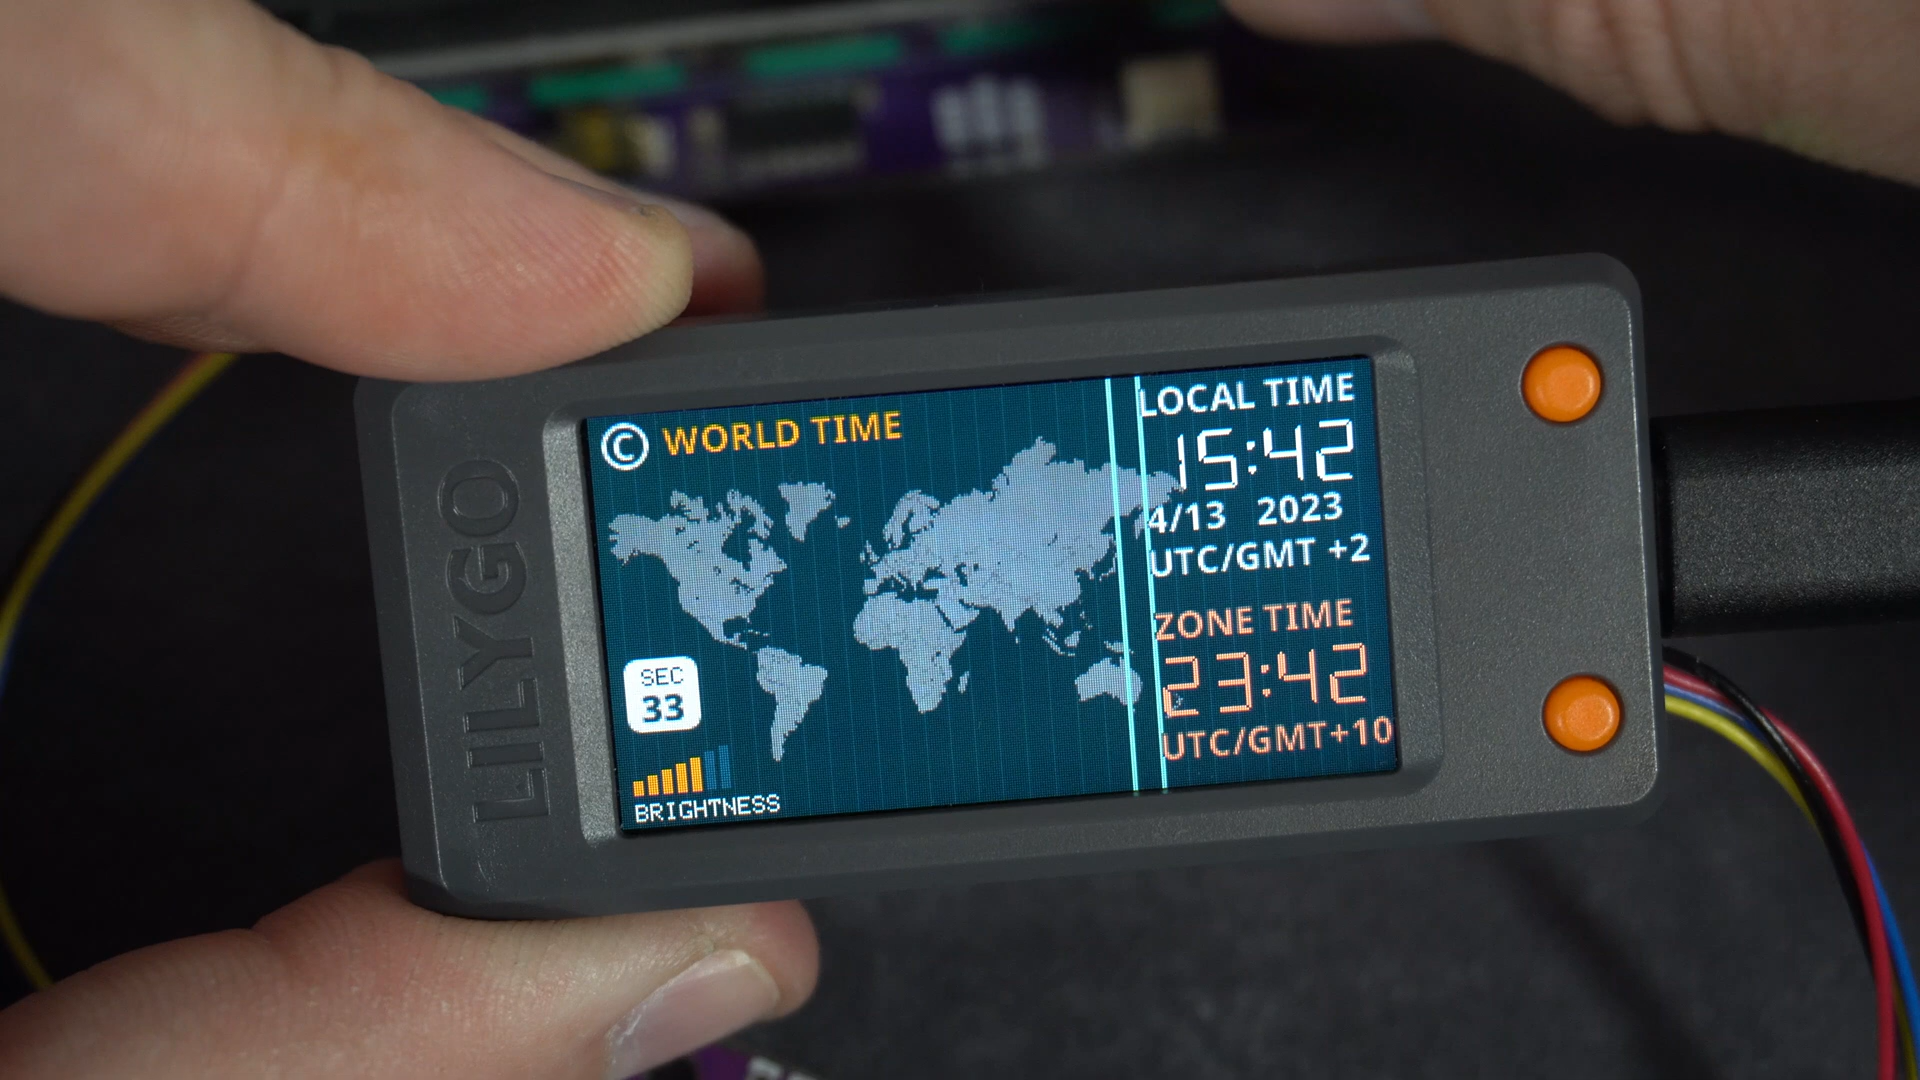 LILYGO
© WORLD TIME
SEC
33
BRIGHTNESS
LOCAL TIME
15:42
4/13 2023
UTC/GMT +2
ZONE TIME
23:42
UTC/GMT+10